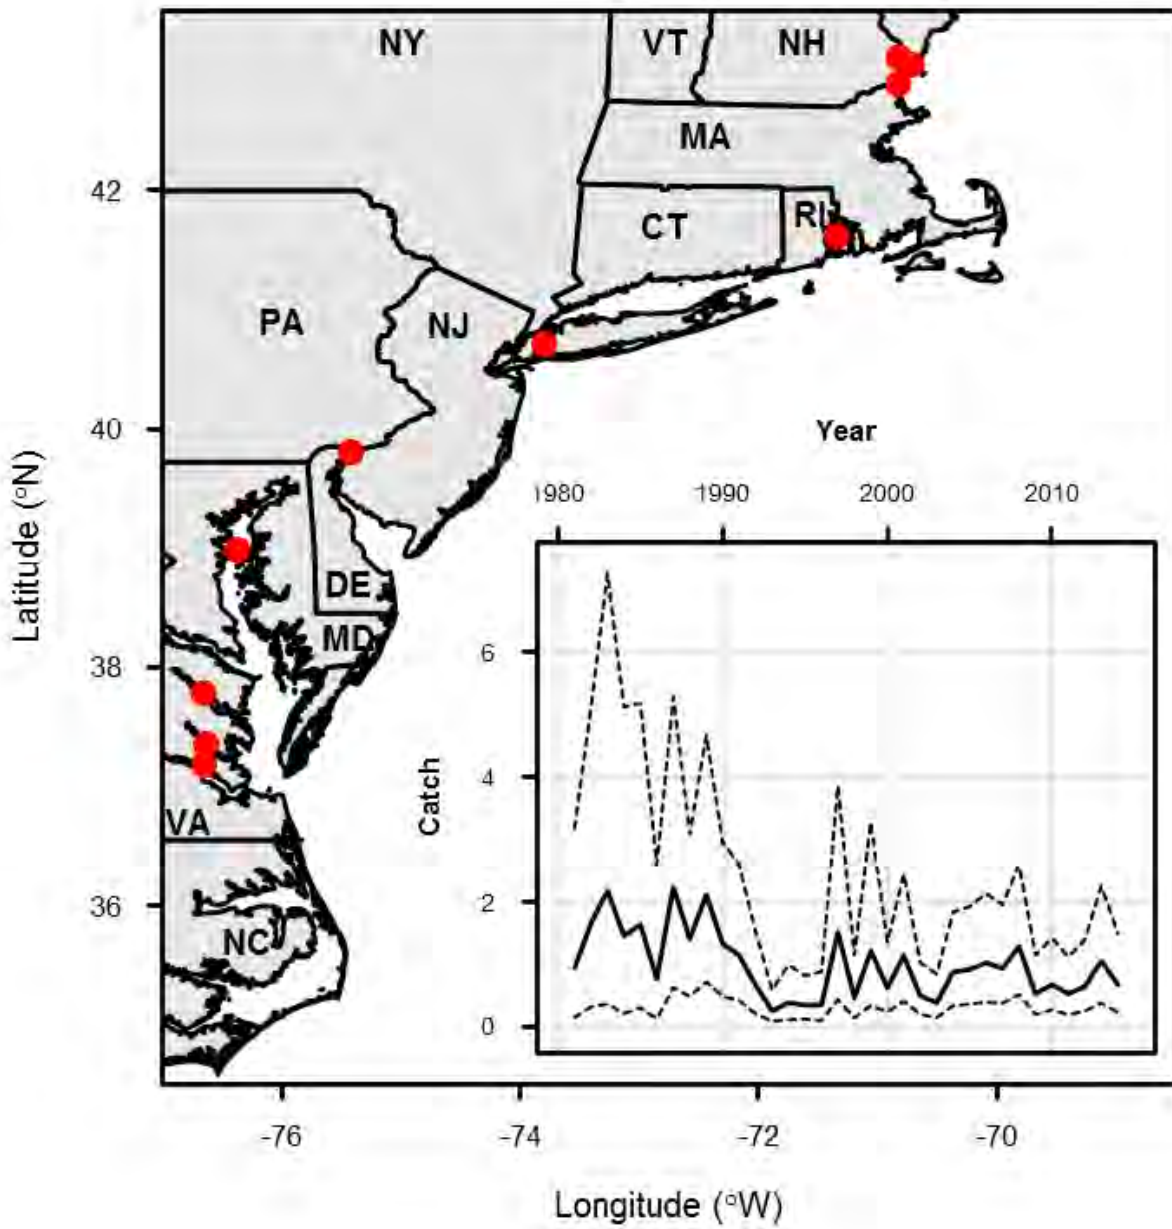 NY
VT
NH
MA
42
CT
RI
PA
NJ
40
Year
1980 1990 2000 2010
DE
MD
38
6
4
Catch
VA
2
36
NC
0
-76 -74 -72 -70
Latitude (°N)
Longitude (°W)